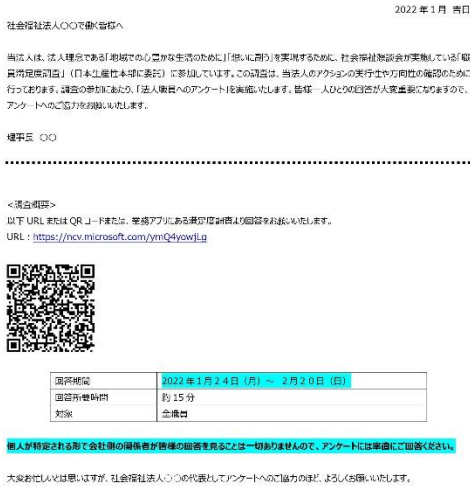 2022年1月 吉日
社会福祉法人〇〇で働く皆様へ
当法人は、法人理念である「地域での心豊かな生活のために」「想いに副う」を実現するために、社会福祉懇談会が実施している「職
員満足度調査」（日本生産性本部に委託）に参加しています。この調査は、当法人のアクションの実行性や方向性の確認のために
行っております。調査の参加にあたり、「法人職員へのアンケート」を実施いたします。皆様一人ひとりの回答が大変重要になりますので、
アンケートへのご協力をお願いいたします。
理事長 〇〇
<調査概要>
以下 URL または QR コードまたは、業務アプリにある満足度調査より回答をお願いいたします。
URL：https://ncv.microsoft.com/ymQ4yowjLg
回答期間 2022年1月24日（月）～ 2月20日（日）
回答所要時間 約15分
対象 全職員
個人が特定される形で会社側の関係者が皆様の回答を見ることは一切ありませんので、アンケートには率直にご回答ください。
大変お忙しいとは思いますが、社会福祉法人〇〇の代表としてアンケートへのご協力のほど、よろしくお願いいたします。